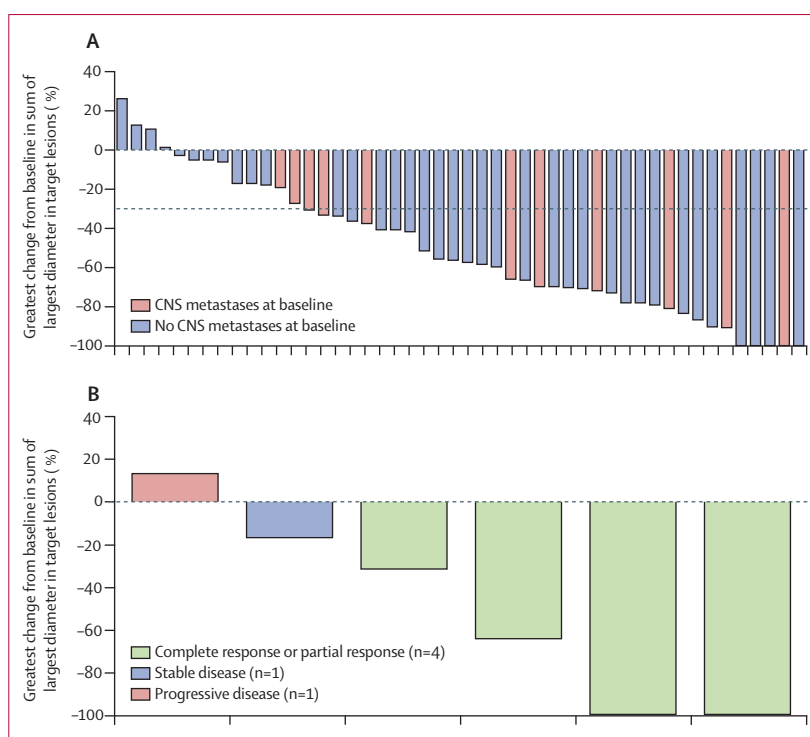 A
Greatest change from baseline in sum of
largest diameter in target lesions (%)
40
20
0
–20
–40
–60
–80
–100
CNS metastases at baseline
No CNS metastases at baseline
B
Greatest change from baseline in sum of
largest diameter in target lesions (%)
40
20
0
–20
–40
–60
–80
–100
Complete response or partial response (n=4)
Stable disease (n=1)
Progressive disease (n=1)